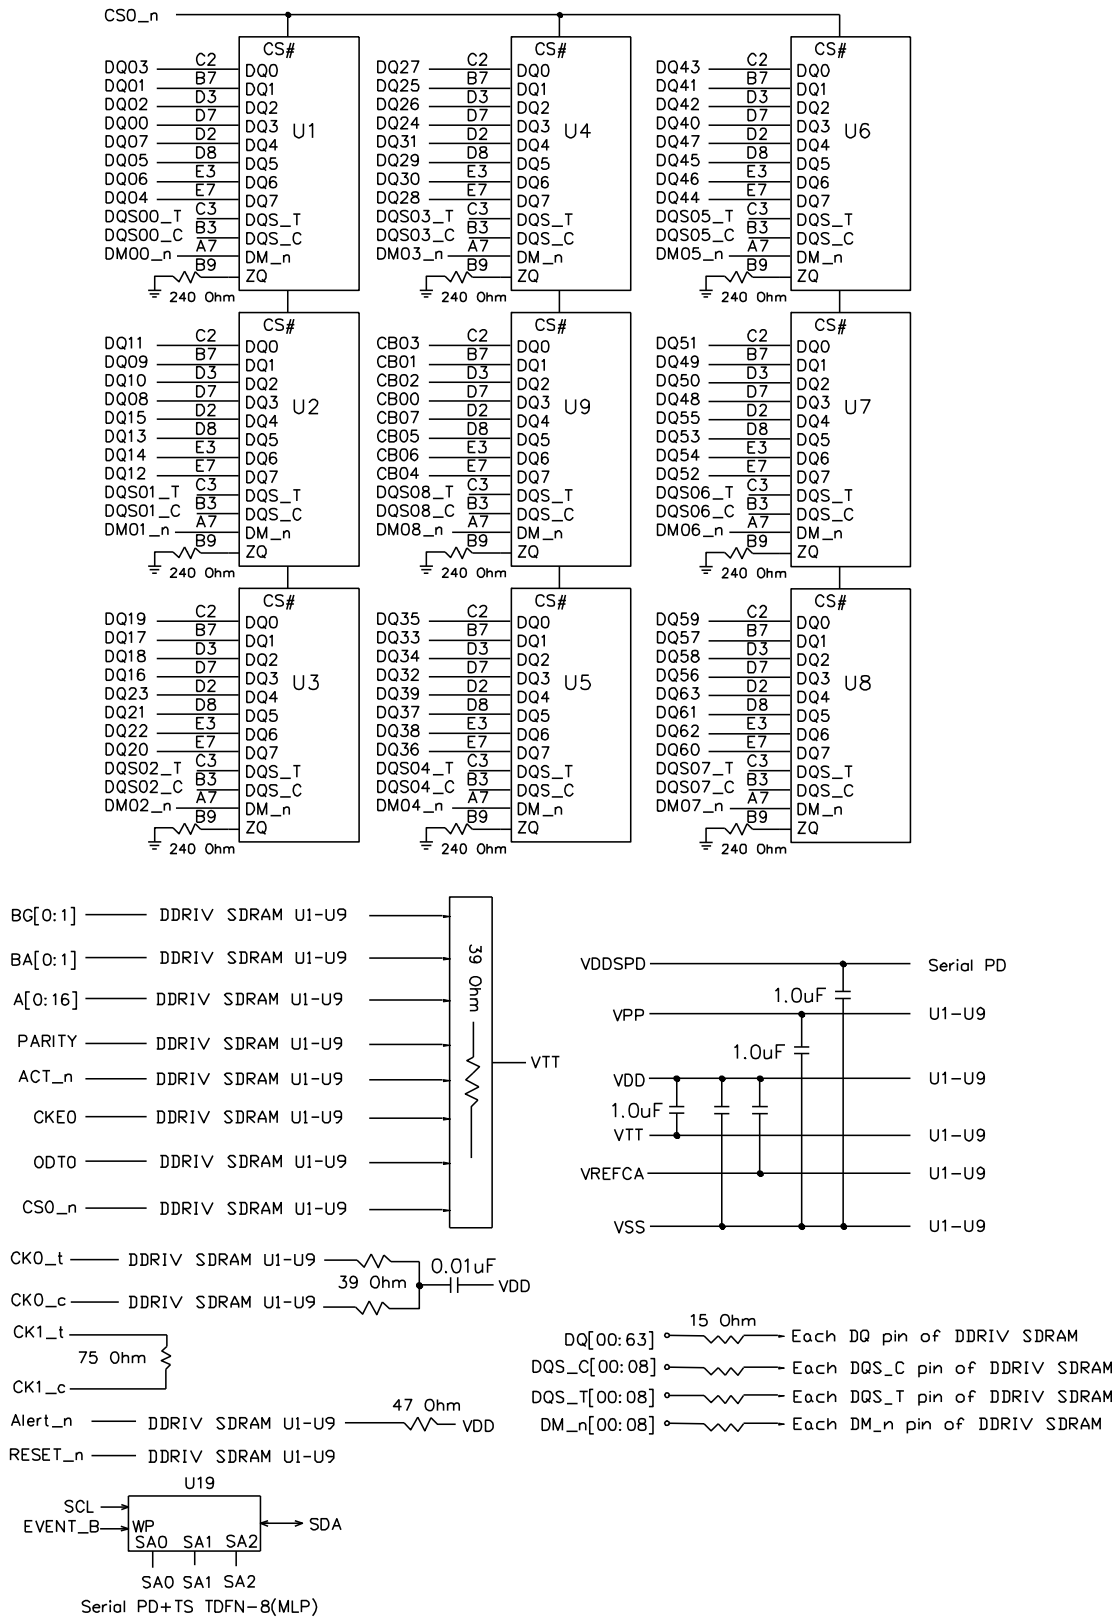 CS0_n
CS# CS# CS#
DQ03 C2 DQ0 DQ27 C2 DQ0 DQ43 C2 DQ0
DQ01 B7 DQ1 DQ25 B7 DQ1 DQ41 B7 DQ1
DQ02 D3 DQ2 DQ26 D3 DQ2 DQ42 D3 DQ2
DQ00 D7 DQ3 U1 DQ24 D7 DQ3 U4 DQ40 D7 DQ3 U6
DQ07 D2 DQ4 DQ31 D2 DQ4 DQ47 D2 DQ4
DQ05 D8 DQ5 DQ29 D8 DQ5 DQ45 D8 DQ5
DQ06 E3 DQ6 DQ30 E3 DQ6 DQ46 E3 DQ6
DQ04 E7 DQ7 DQ28 E7 DQ7 DQ44 E7 DQ7
DQS00_T C3 DQS_T DQS03_T C3 DQS_T DQS05_T C3 DQS_T
DQS00_C B3 DQS_C DQS03_C B3 DQS_C DQS05_C B3 DQS_C
DM00_n A7 DM_n DM03_n A7 DM_n DM05_n A7 DM_n
B9 ZQ B9 ZQ B9 ZQ
240 Ohm 240 Ohm 240 Ohm
CS# CS# CS#
DQ11 C2 DQ0 CB03 C2 DQ0 DQ51 C2 DQ0
DQ09 B7 DQ1 CB01 B7 DQ1 DQ49 B7 DQ1
DQ10 D3 DQ2 CB02 D3 DQ2 DQ50 D3 DQ2
DQ08 D7 DQ3 U2 CB00 D7 DQ3 U9 DQ48 D7 DQ3 U7
DQ15 D2 DQ4 CB07 D2 DQ4 DQ55 D2 DQ4
DQ13 D8 DQ5 CB05 D8 DQ5 DQ53 D8 DQ5
DQ14 E3 DQ6 CB06 E3 DQ6 DQ54 E3 DQ6
DQ12 E7 DQ7 CB04 E7 DQ7 DQ52 E7 DQ7
DQS01_T C3 DQS_T DQS08_T C3 DQS_T DQS06_T C3 DQS_T
DQS01_C B3 DQS_C DQS08_C B3 DQS_C DQS06_C B3 DQS_C
DM01_n A7 DM_n DM08_n A7 DM_n DM06_n A7 DM_n
B9 ZQ B9 ZQ B9 ZQ
240 Ohm 240 Ohm 240 Ohm
CS# CS# CS#
DQ19 C2 DQ0 DQ35 C2 DQ0 DQ59 C2 DQ0
DQ17 B7 DQ1 DQ33 B7 DQ1 DQ57 B7 DQ1
DQ18 D3 DQ2 DQ34 D3 DQ2 DQ58 D3 DQ2
DQ16 D7 DQ3 U3 DQ32 D7 DQ3 U5 DQ56 D7 DQ3 U8
DQ23 D2 DQ4 DQ39 D2 DQ4 DQ63 D2 DQ4
DQ21 D8 DQ5 DQ37 D8 DQ5 DQ61 D8 DQ5
DQ22 E3 DQ6 DQ38 E3 DQ6 DQ62 E3 DQ6
DQ20 E7 DQ7 DQ36 E7 DQ7 DQ60 E7 DQ7
DQS02_T C3 DQS_T DQS04_T C3 DQS_T DQS07_T C3 DQS_T
DQS02_C B3 DQS_C DQS04_C B3 DQS_C DQS07_C B3 DQS_C
DM02_n A7 DM_n DM04_n A7 DM_n DM07_n A7 DM_n
B9 ZQ B9 ZQ B9 ZQ
240 Ohm 240 Ohm 240 Ohm
BG[0:1] DDRIV SDRAM U1-U9
BA[0:1] DDRIV SDRAM U1-U9
A[0:16] DDRIV SDRAM U1-U9
PARITY DDRIV SDRAM U1-U9
ACT_n DDRIV SDRAM U1-U9
CKE0 DDRIV SDRAM U1-U9
ODT0 DDRIV SDRAM U1-U9
CS0_n DDRIV SDRAM U1-U9
39 Ohm
VTT
VDDSPD Serial PD
1.0uF
VPP U1-U9
1.0uF
VDD U1-U9
1.0uF
VTT U1-U9
VREFCA U1-U9
VSS U1-U9
CK0_t DDRIV SDRAM U1-U9
39 Ohm 0.01uF VDD
CK0_c DDRIV SDRAM U1-U9
CK1_t
75 Ohm
CK1_c
47 Ohm
Alert_n DDRIV SDRAM U1-U9 VDD
RESET_n DDRIV SDRAM U1-U9
15 Ohm
DQ[00:63] Each DQ pin of DDRIV SDRAM
DQS_C[00:08] Each DQS_C pin of DDRIV SDRAM
DQS_T[00:08] Each DQS_T pin of DDRIV SDRAM
DM_n[00:08] Each DM_n pin of DDRIV SDRAM
U19
SCL
EVENT_B WP SDA
SA0 SA1 SA2
SA0 SA1 SA2
Serial PD+TS TDFN-8(MLP)